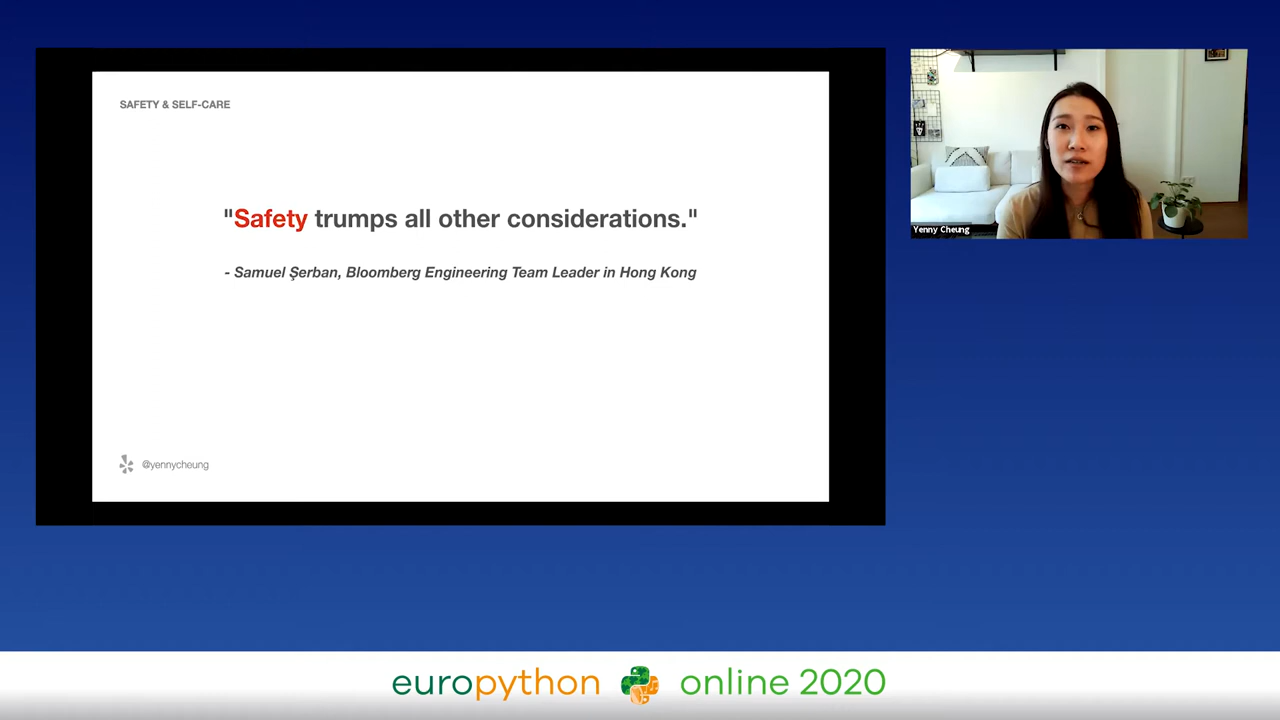 SAFETY & SELF-CARE
"Safety trumps all other considerations."
- Samuel Şerban, Bloomberg Engineering Team Leader in Hong Kong
@yennycheung
Yenny Cheung
europython online 2020